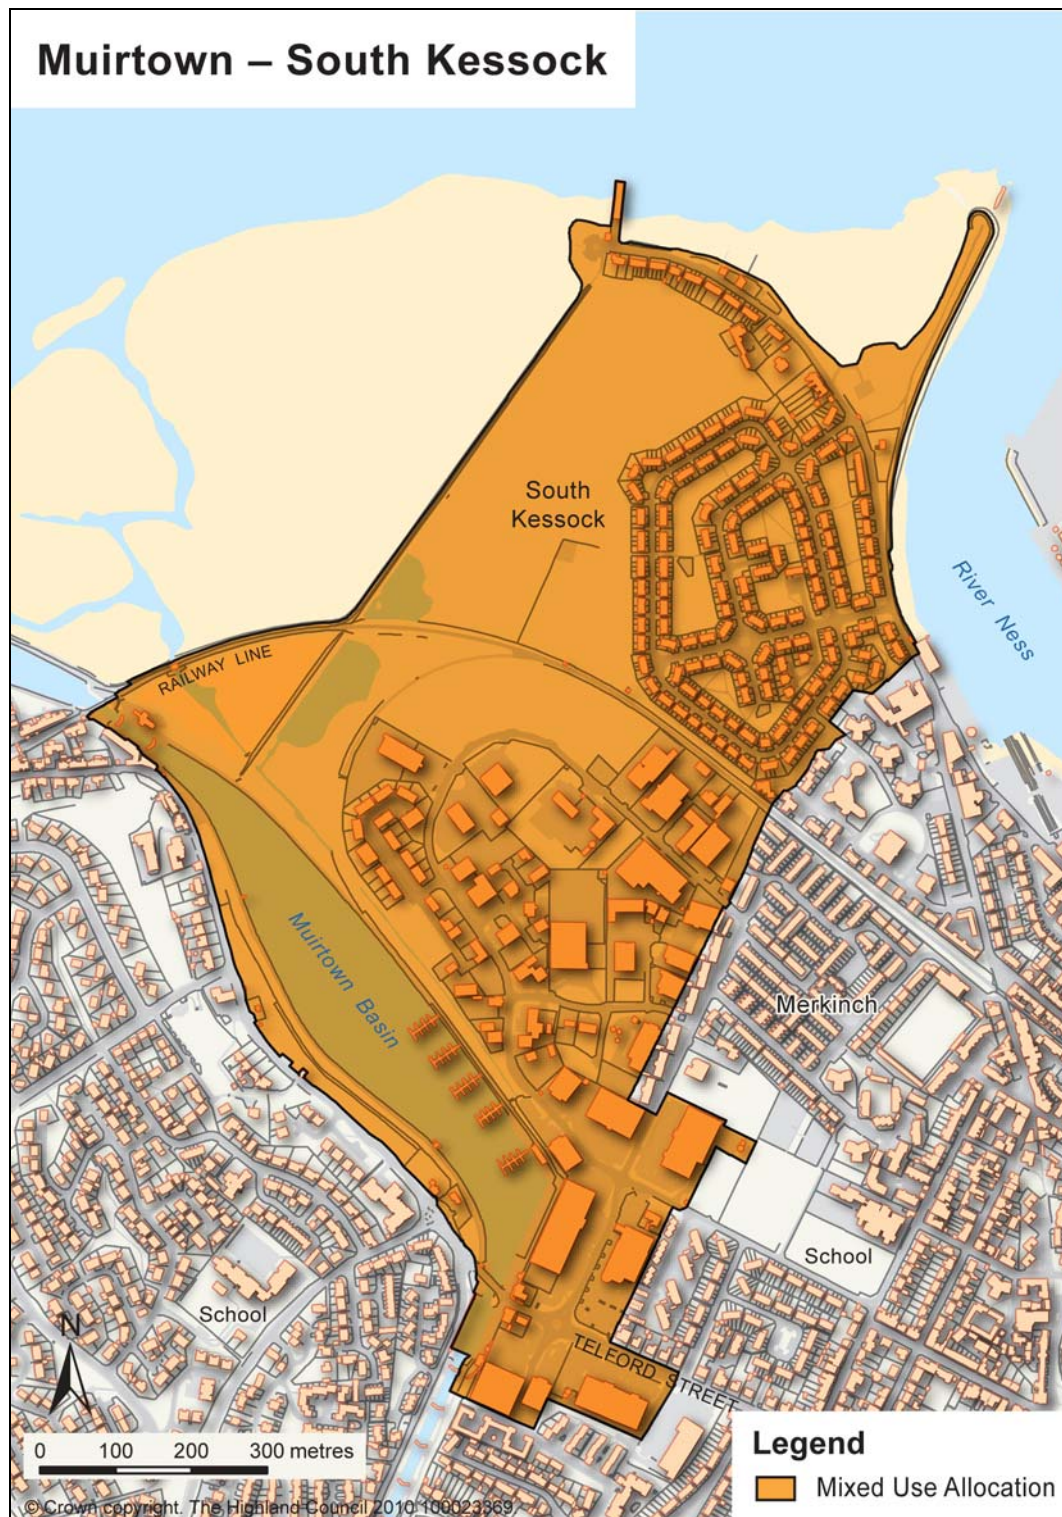 Muirtown – South Kessock
South
Kessock
River Ness
RAILWAY LINE
Muirtown Basin
Merkinch
School
School
N
TELFORD STREET
0 100 200 300 metres
Legend
Mixed Use Allocation
© Crown copyright. The Highland Council 2010 100023369.